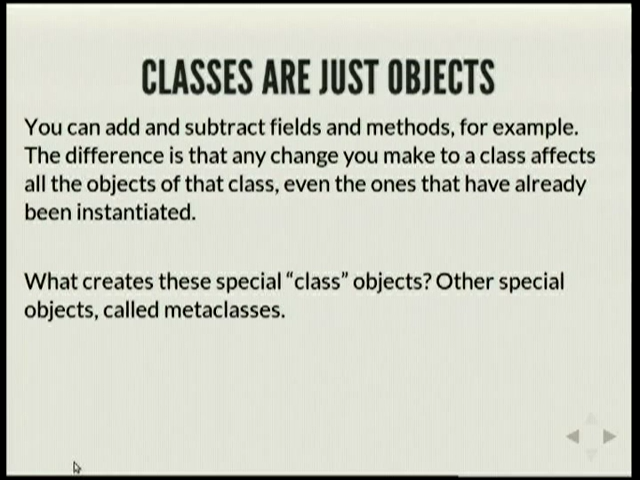 CLASSES ARE JUST OBJECTS
You can add and subtract fields and methods, for example.
The difference is that any change you make to a class affects
all the objects of that class, even the ones that have already
been instantiated.
What creates these special “class” objects? Other special
objects, called metaclasses.